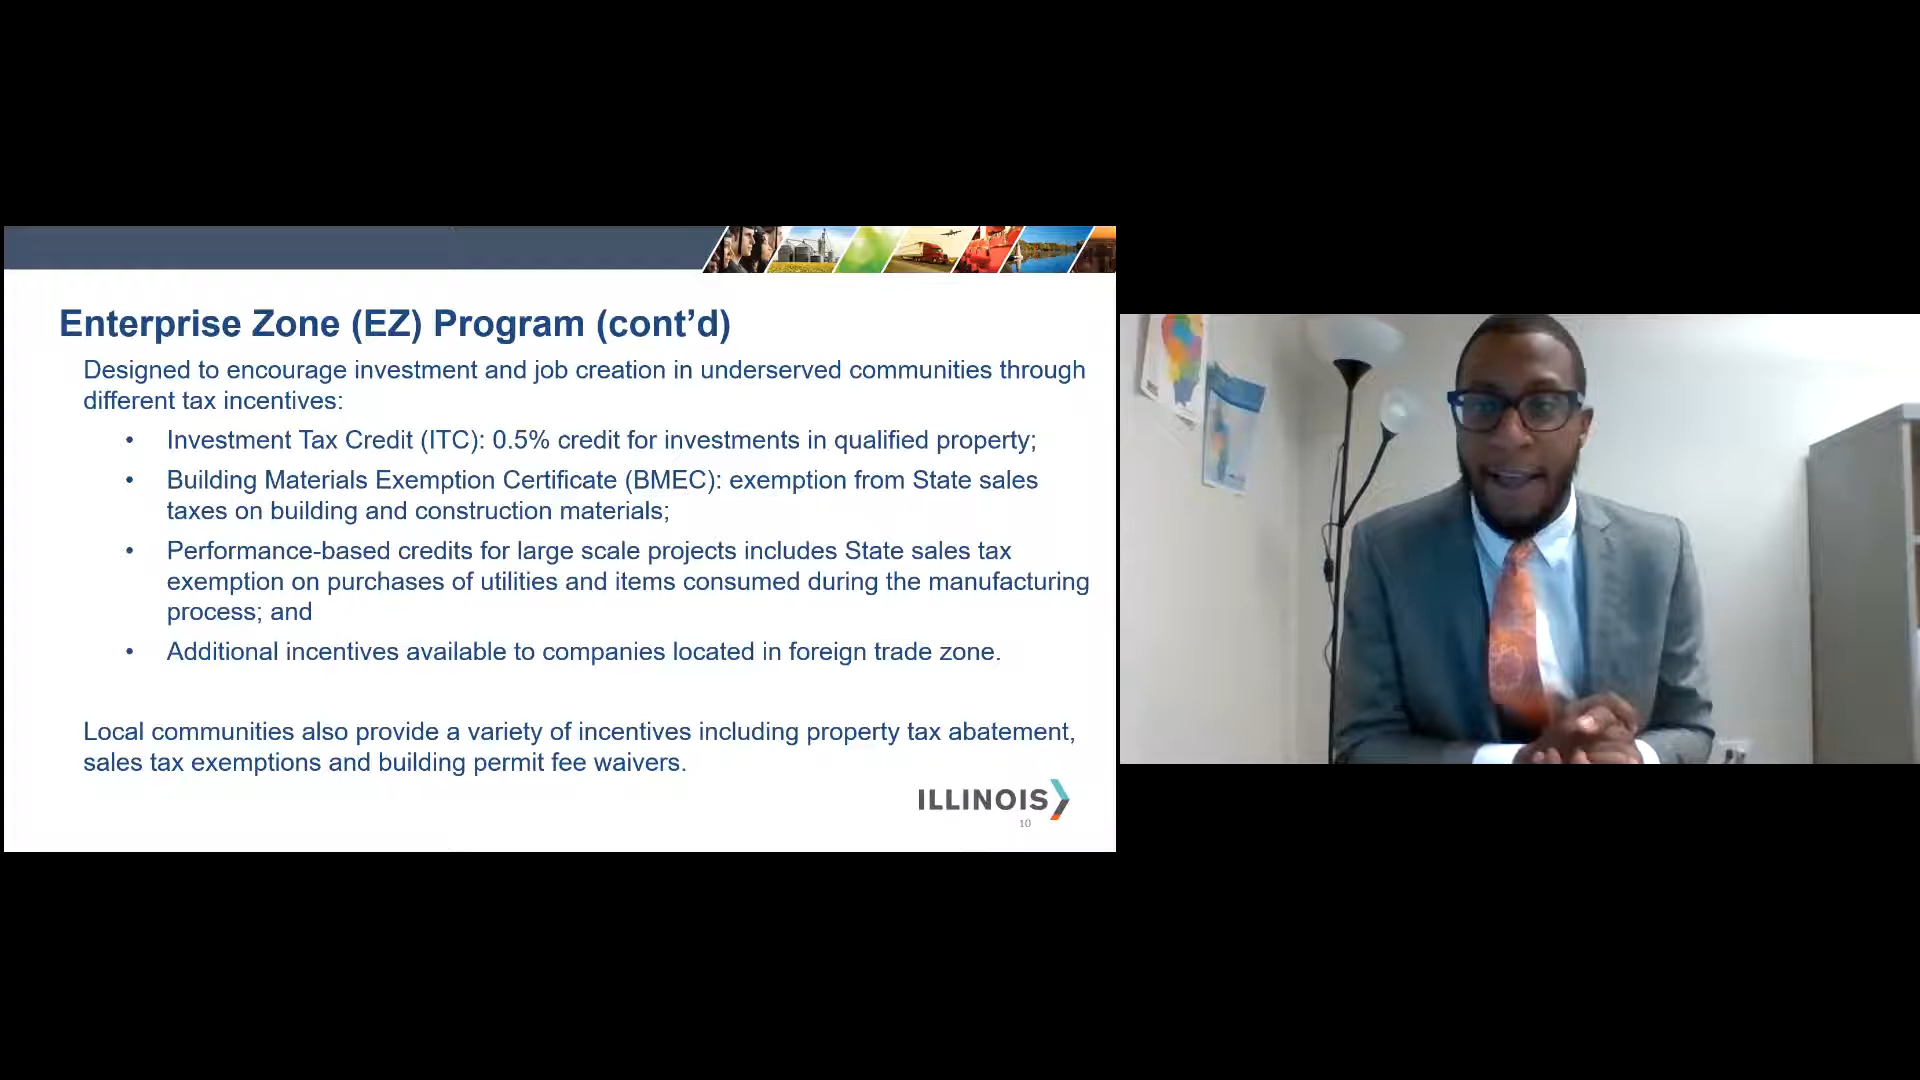 Enterprise Zone (EZ) Program (cont’d)
Designed to encourage investment and job creation in underserved communities through
different tax incentives:
• Investment Tax Credit (ITC): 0.5% credit for investments in qualified property;
• Building Materials Exemption Certificate (BMEC): exemption from State sales
taxes on building and construction materials;
• Performance-based credits for large scale projects includes State sales tax
exemption on purchases of utilities and items consumed during the manufacturing
process; and
• Additional incentives available to companies located in foreign trade zone.
Local communities also provide a variety of incentives including property tax abatement,
sales tax exemptions and building permit fee waivers.
ILLINOIS
10